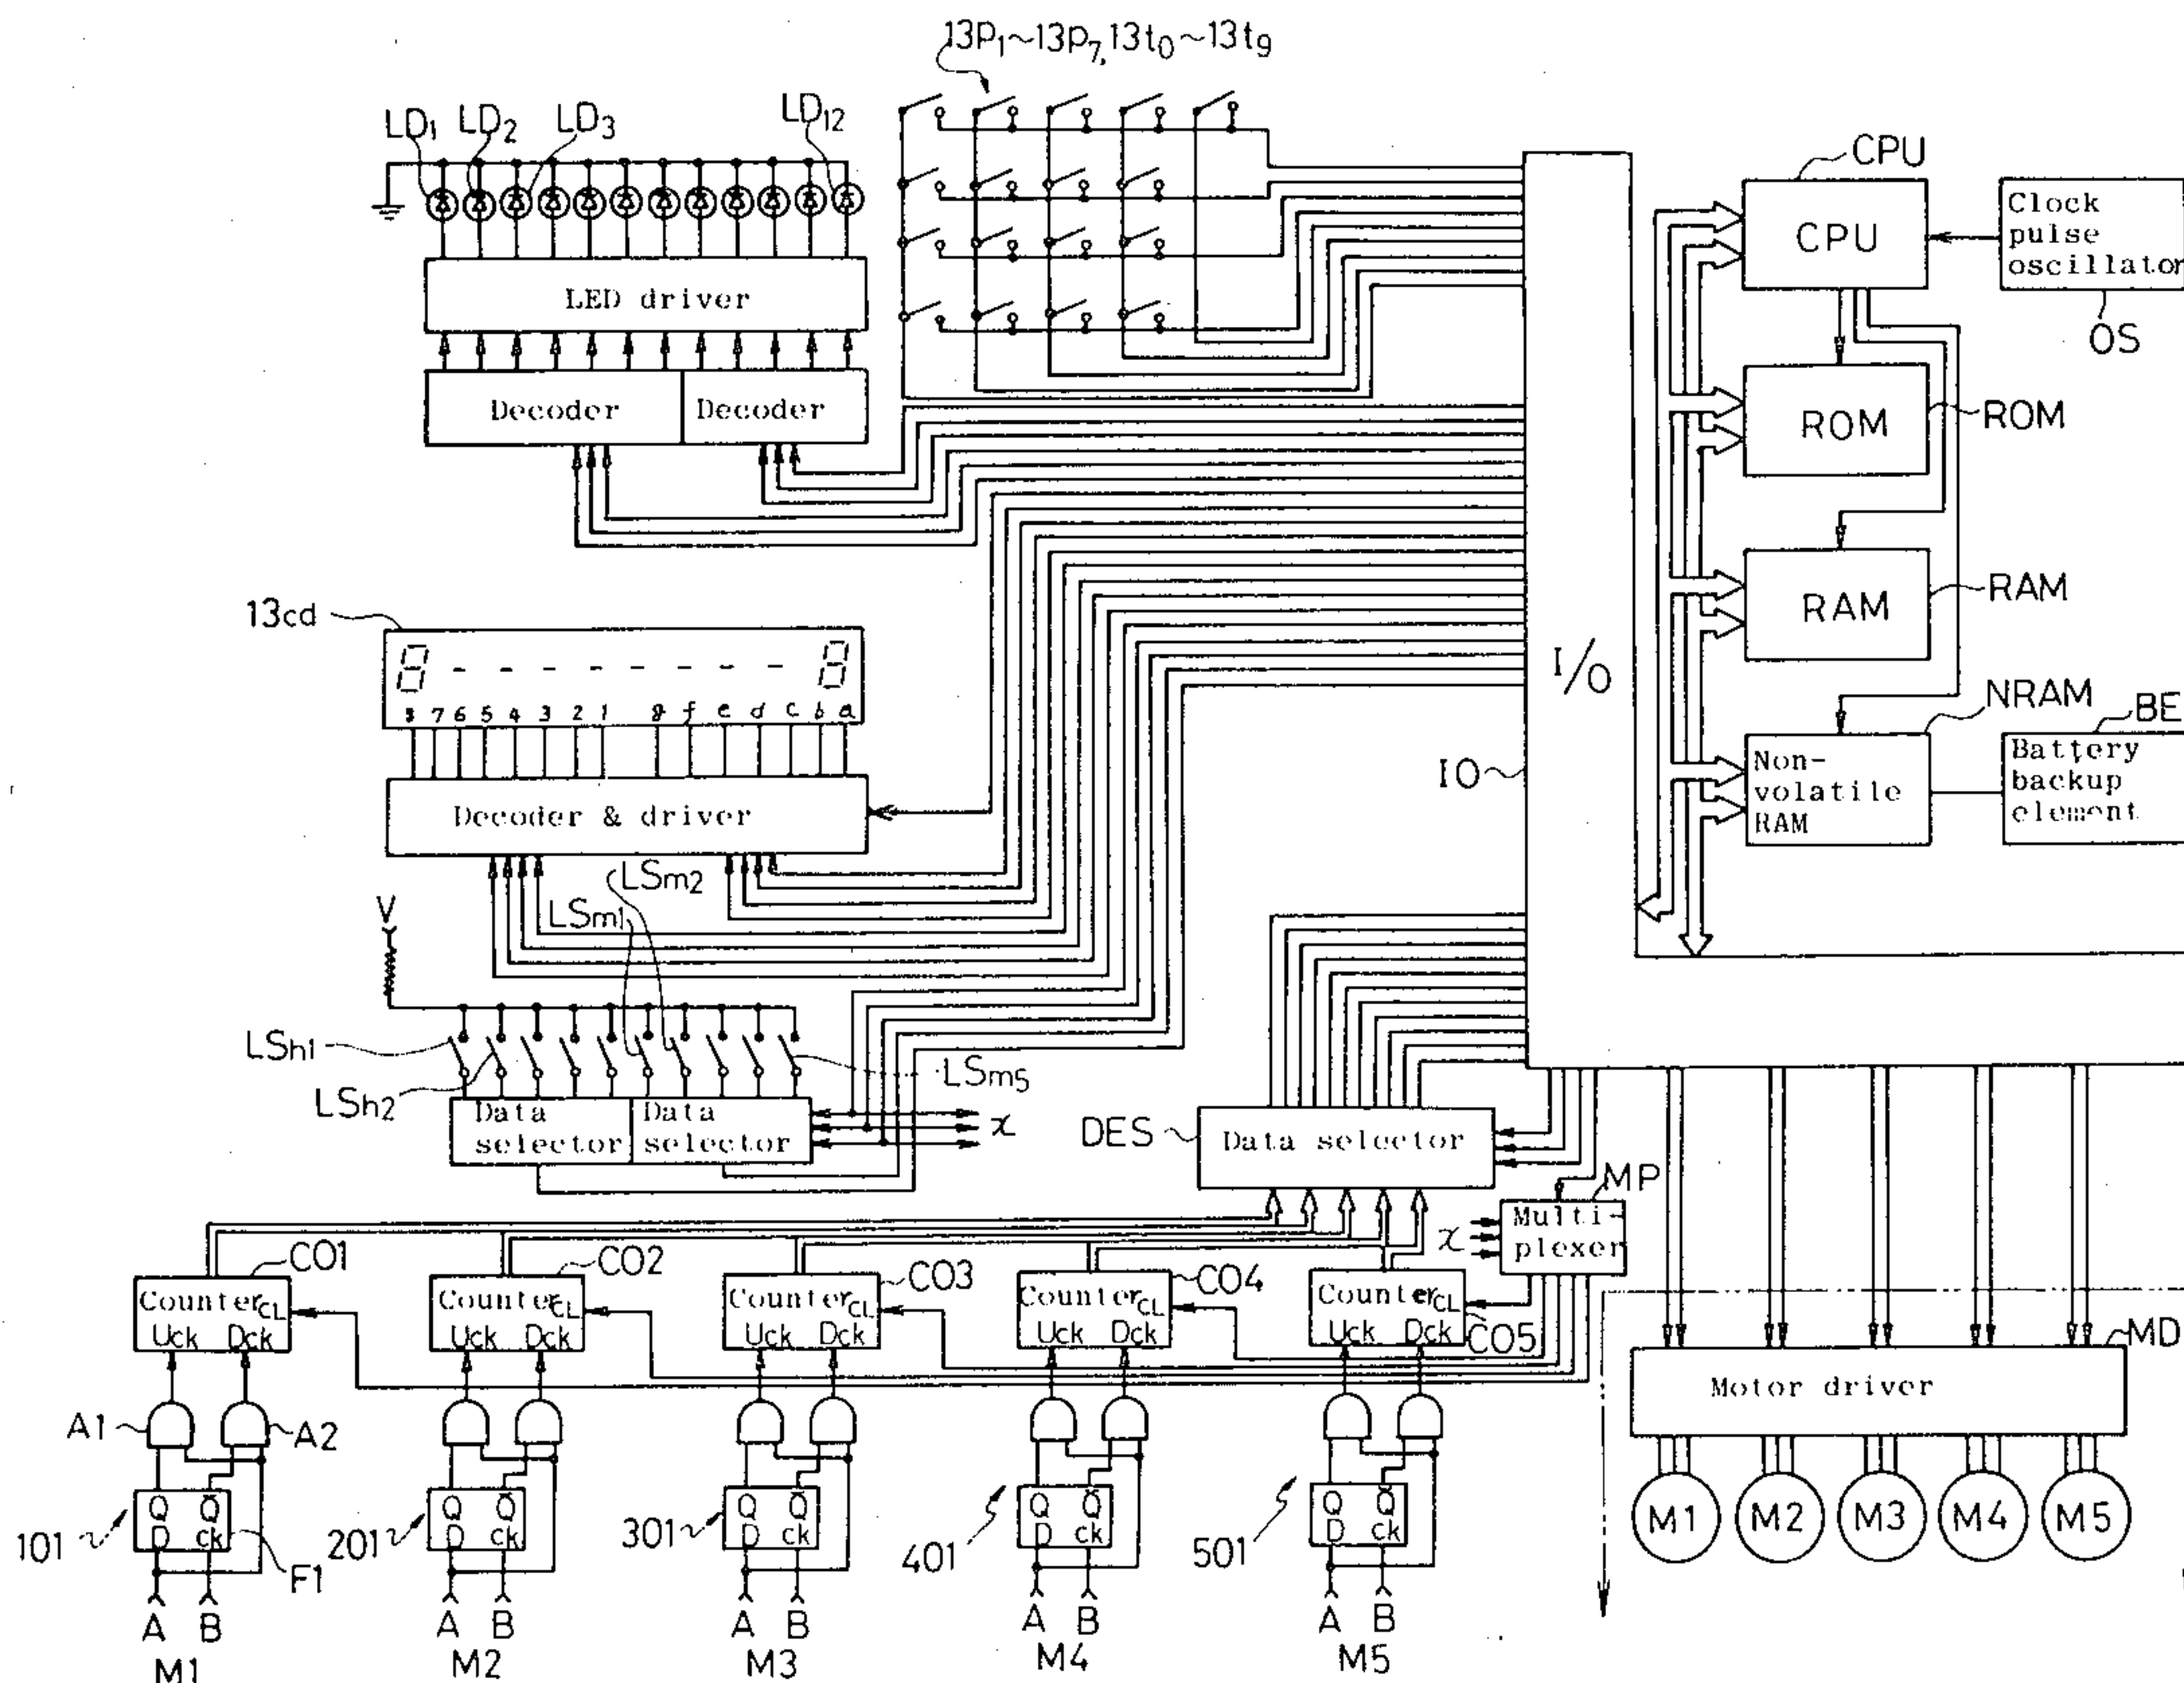 13p1~13p7, 13t0~13t9
LD1 LD2 LD3 LD12
LED driver
Decoder Decoder
CPU
CPU
Clock pulse oscillator
OS
ROM
ROM
RAM
RAM
NRAM
Non-volatile RAM
BE
Battery backup element
I/O
IO
13cd
8 - - - - - - - - 8
8 7 6 5 4 3 2 1 g f e d c b a
Decoder & driver
V
LSm1
LSm2
LSh1
LSh2
LSm5
Data selector
Data selector
x
DES
Data selector
MP
Multi-plexer
x
CO1
Counter CL
Uck Dck
CO2
Counter CL
Uck Dck
CO3
Counter CL
Uck Dck
CO4
Counter CL
Uck Dck
CO5
Counter CL
Uck Dck
MD
Motor driver
M1 M2 M3 M4 M5
A1
A2
101
Q Q̄
D ck
F1
201
Q Q̄
D ck
301
Q Q̄
D ck
401
Q Q̄
D ck
501
Q Q̄
D ck
A B
M1
A B
M2
A B
M3
A B
M4
A B
M5